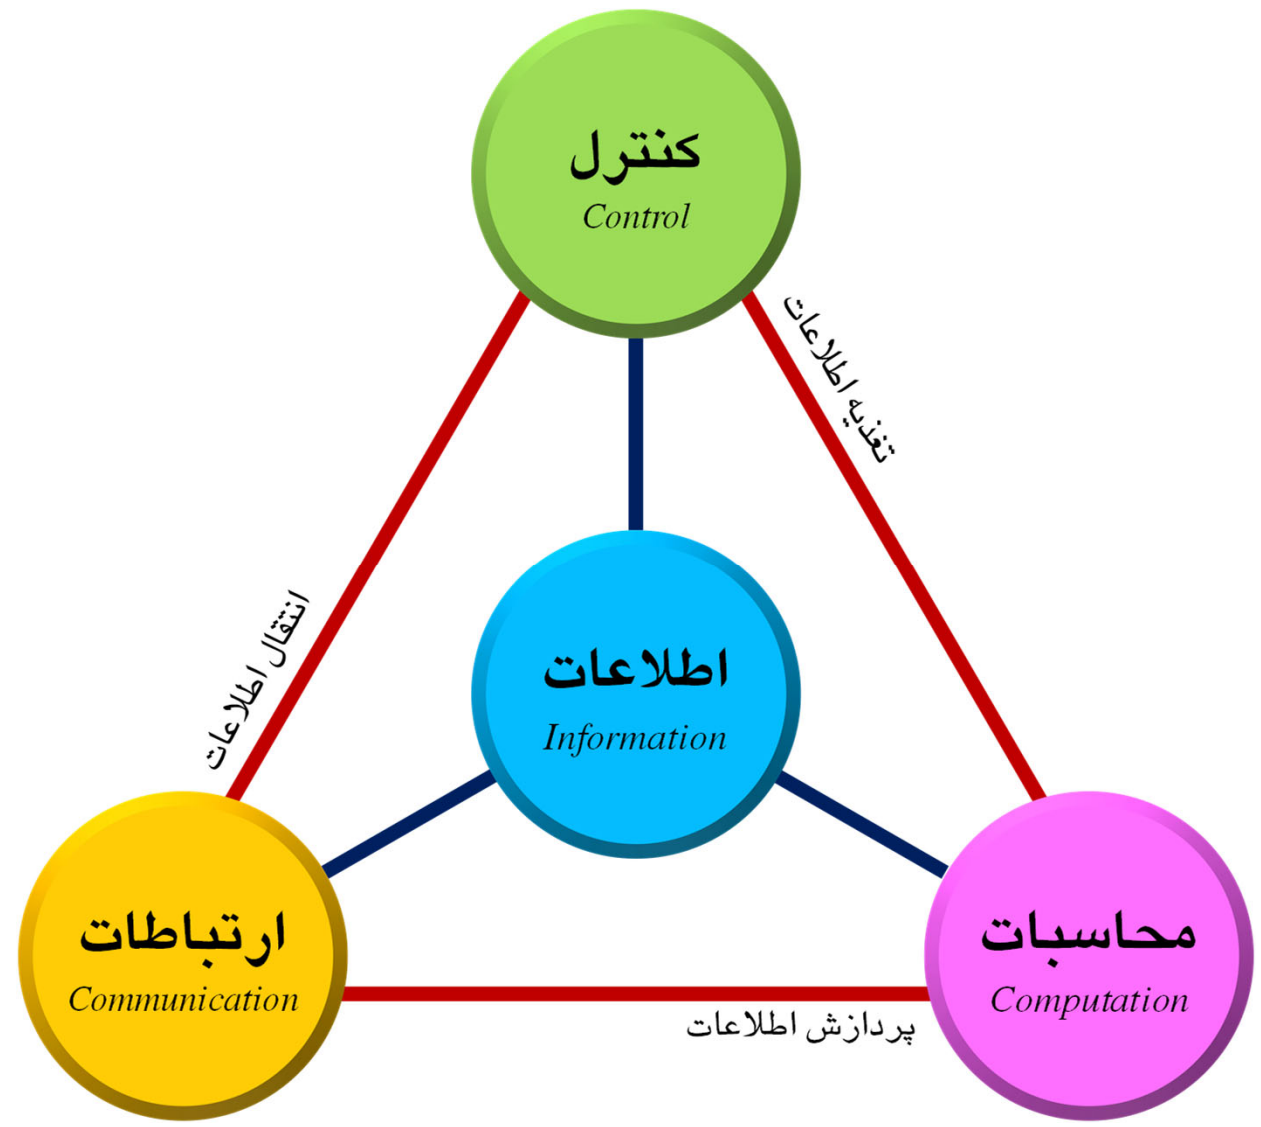 کنترل
Control
تغذیه اطلاعات
انتقال اطلاعات
اطلاعات
Information
ارتباطات
Communication
محاسبات
Computation
پردازش اطلاعات